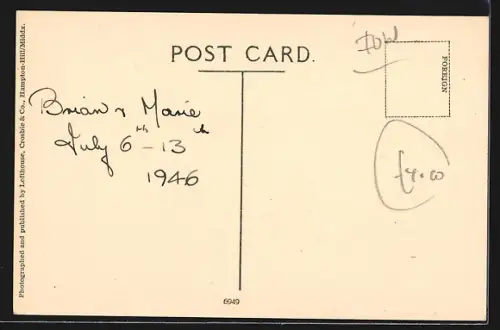 POST CARD.
IOW
FOREIGN
Brian & Marie
July 6th - 13th
1946
£4.00
6949
Photographed and published by Lofthouse, Crosbie & Co., Hampton-Hill/Middx.